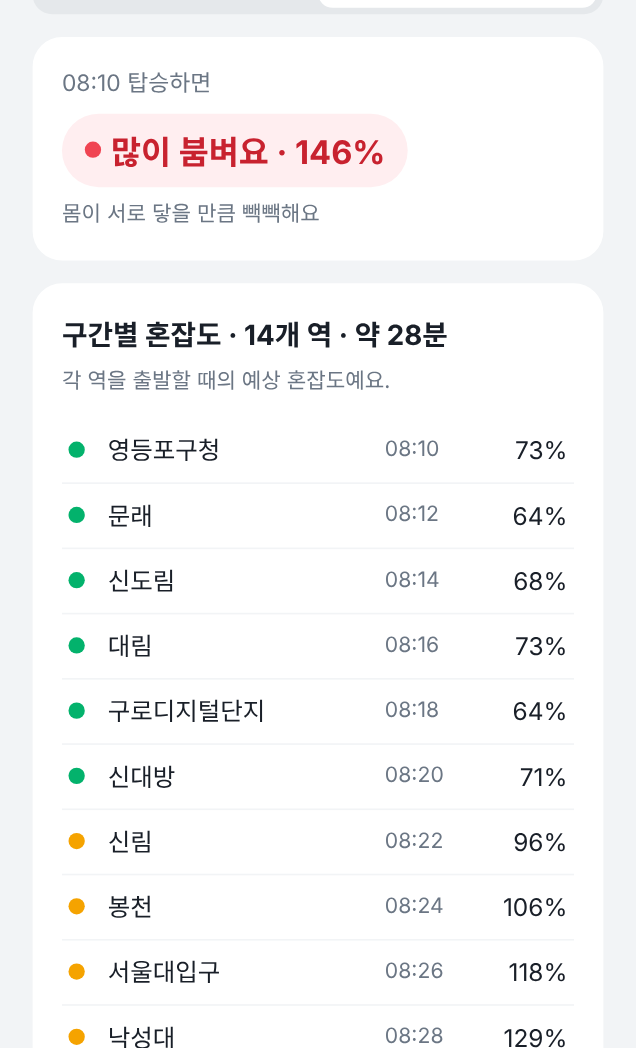 08:10 탑승하면
많이 붐벼요 · 146%
몸이 서로 닿을 만큼 빽빽해요
구간별 혼잡도 · 14개 역 · 약 28분
각 역을 출발할 때의 예상 혼잡도예요.
영등포구청 08:10 73%
문래 08:12 64%
신도림 08:14 68%
대림 08:16 73%
구로디지털단지 08:18 64%
신대방 08:20 71%
신림 08:22 96%
봉천 08:24 106%
서울대입구 08:26 118%
낙성대 08:28 129%